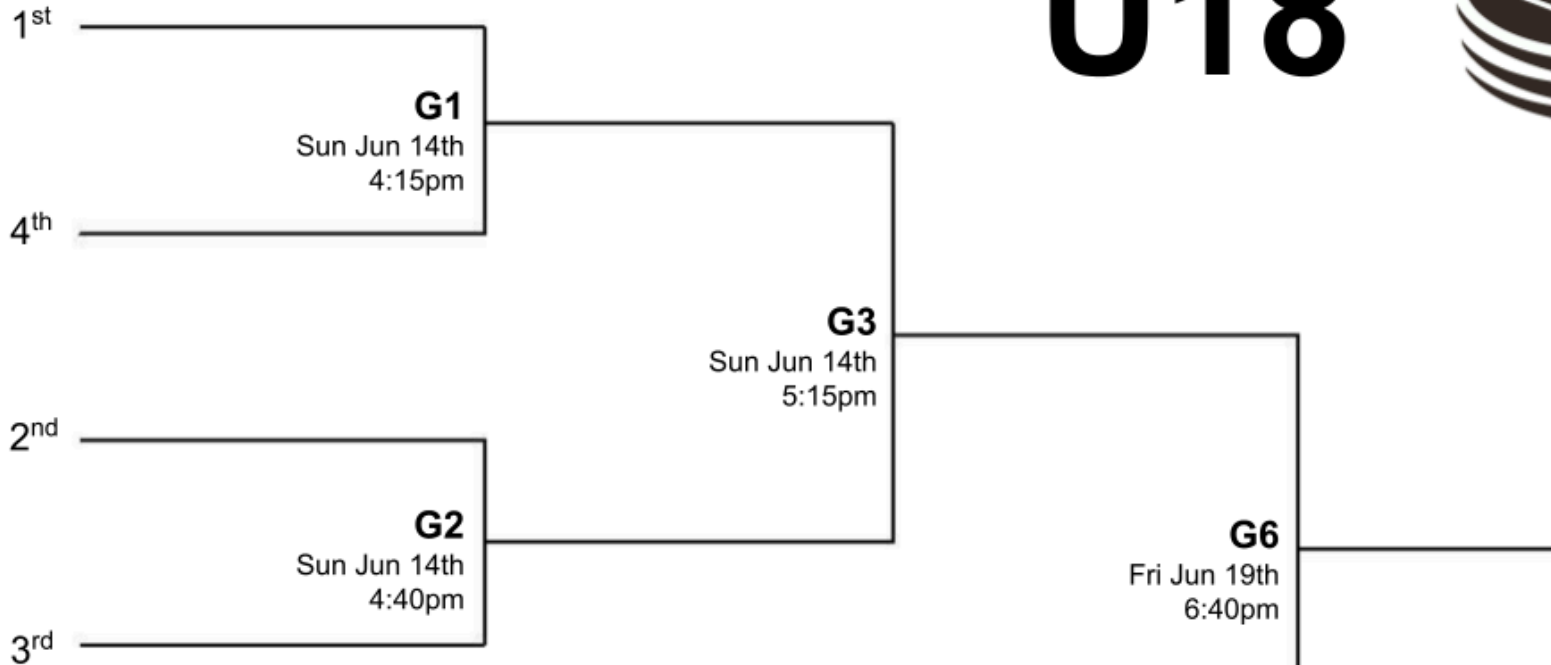 1st
U18
G1
Sun Jun 14th
4:15pm
4th
G3
Sun Jun 14th
5:15pm
2nd
G2
Sun Jun 14th
4:40pm
G6
Fri Jun 19th
6:40pm
3rd